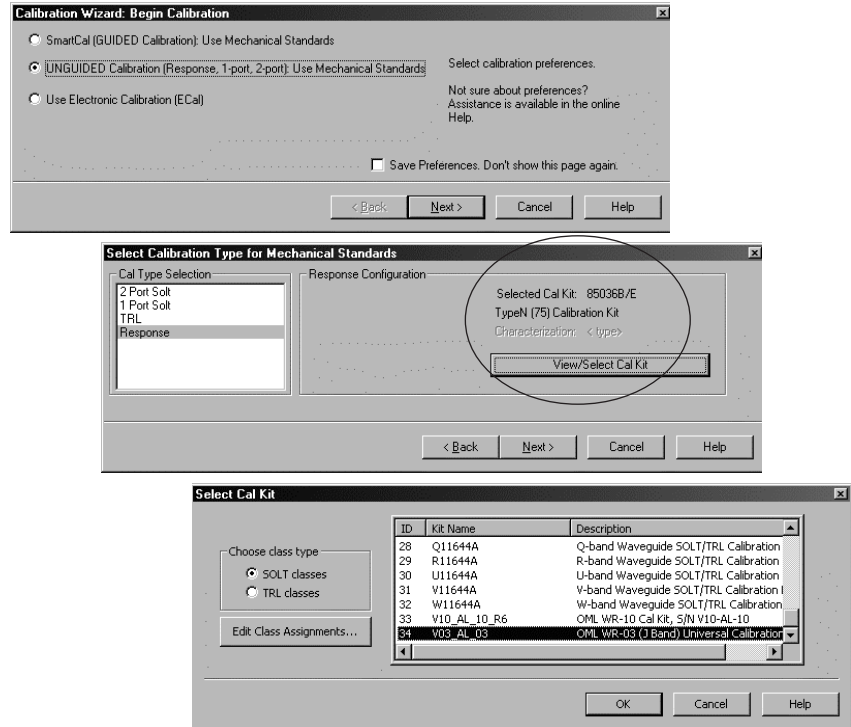 Calibration Wizard: Begin Calibration
SmartCal (GUIDED Calibration): Use Mechanical Standards
UNGUIDED Calibration (Response, 1-port, 2-port): Use Mechanical Standards
Use Electronic Calibration (ECal)
Select calibration preferences.
Not sure about preferences?
Assistance is available in the online
Help.
Save Preferences. Don't show this page again.
< Back
Next >
Cancel
Help
Select Calibration Type for Mechanical Standards
Cal Type Selection
2 Port Solt
1 Port Solt
TRL
Response
Response Configuration
Selected Cal Kit: 85036B/E
TypeN (75) Calibration Kit
Characterization: < type>
View/Select Cal Kit
< Back
Next >
Cancel
Help
Select Cal Kit
Choose class type
SOLT classes
TRL classes
Edit Class Assignments...
ID Kit Name Description
28 Q11644A Q-band Waveguide SOLT/TRL Calibration
29 R11644A R-band Waveguide SOLT/TRL Calibration
30 U11644A U-band Waveguide SOLT/TRL Calibration
31 V11644A V-band Waveguide SOLT/TRL Calibration
32 W11644A W-band Waveguide SOLT/TRL Calibration
33 V10_AL_10_R6 OML WR-10 Cal Kit, S/N V10-AL-10
34 V03_AL_03 OML WR-03 (J Band) Universal Calibration
OK
Cancel
Help